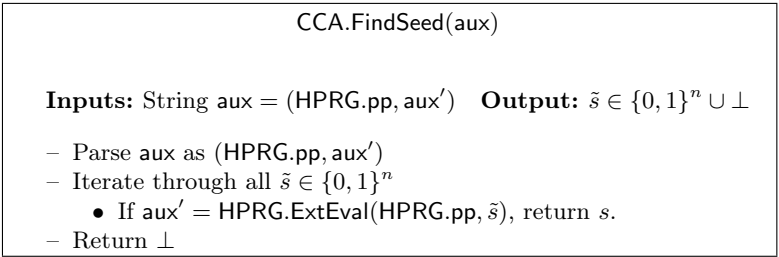 CCA.FindSeed(aux)
Inputs: String aux = (HPRG.pp, aux′) Output: s̃ ∈ {0, 1}ⁿ ∪ ⊥
– Parse aux as (HPRG.pp, aux′)
– Iterate through all s̃ ∈ {0, 1}ⁿ
• If aux′ = HPRG.ExtEval(HPRG.pp, s̃), return s.
– Return ⊥